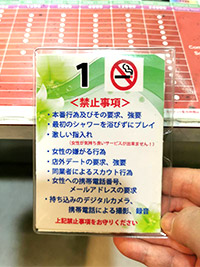 1
＜禁止事項＞
・本番行為及びその要求、強要
・最初のシャワーを浴びずにプレイ
・激しい指入れ
(女性が気持ち良いサービスが出来ません！)
・女性の嫌がる行為
・店外デートの要求、強要
・同業者によるスカウト行為
・女性への携帯電話番号、
メールアドレスの要求
・持ち込みのデジタルカメラ、
携帯電話による撮影、録音
上記禁止事項をお守りください